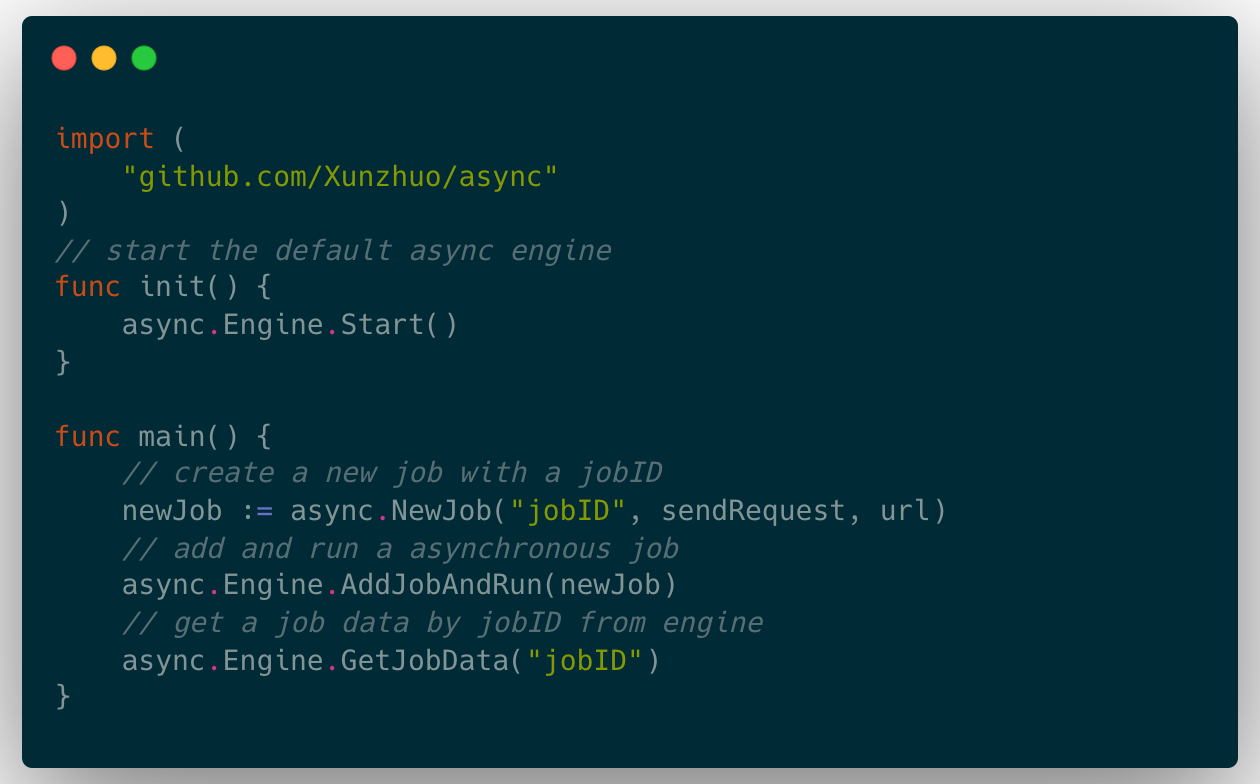 import (
    "github.com/Xunzhuo/async"
)
// start the default async engine
func init() {
    async.Engine.Start()
}

func main() {
    // create a new job with a jobID
    newJob := async.NewJob("jobID", sendRequest, url)
    // add and run a asynchronous job
    async.Engine.AddJobAndRun(newJob)
    // get a job data by jobID from engine
    async.Engine.GetJobData("jobID")
}